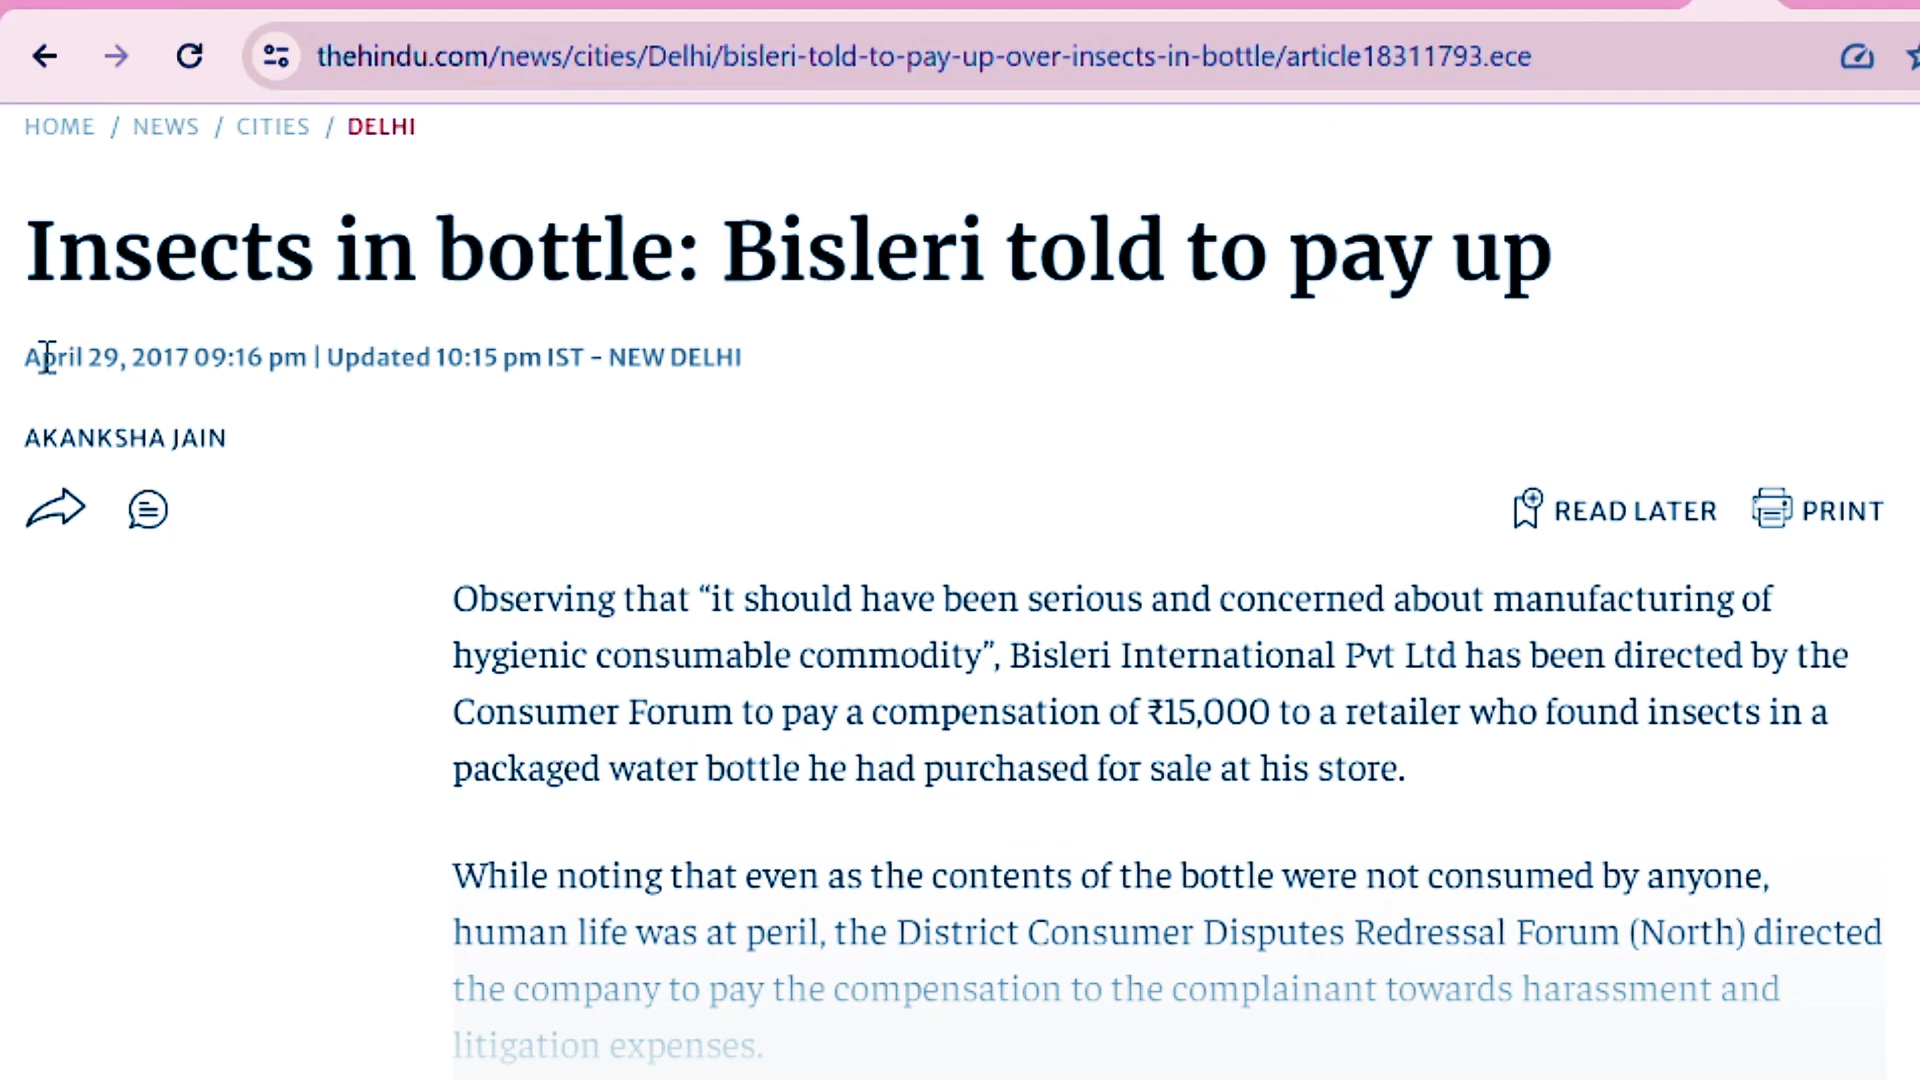 thehindu.com/news/cities/Delhi/bisleri-told-to-pay-up-over-insects-in-bottle/article18311793.ece
HOME / NEWS / CITIES / DELHI
Insects in bottle: Bisleri told to pay up
April 29, 2017 09:16 pm | Updated 10:15 pm IST - NEW DELHI
AKANKSHA JAIN
READ LATER PRINT
Observing that “it should have been serious and concerned about manufacturing of
hygienic consumable commodity”, Bisleri International Pvt Ltd has been directed by the
Consumer Forum to pay a compensation of ₹15,000 to a retailer who found insects in a
packaged water bottle he had purchased for sale at his store.
While noting that even as the contents of the bottle were not consumed by anyone,
human life was at peril, the District Consumer Disputes Redressal Forum (North) directed
the company to pay the compensation to the complainant towards harassment and
litigation expenses.